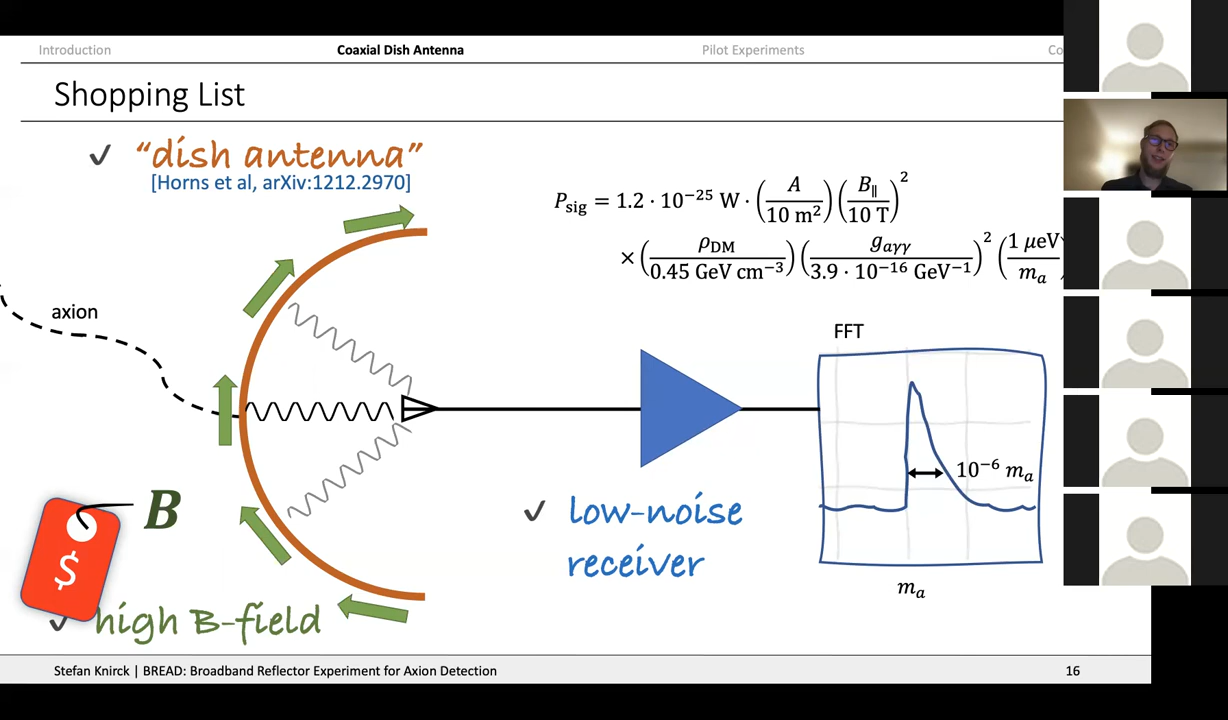 Introduction
Coaxial Dish Antenna
Pilot Experiments
Co
Shopping List
✓ “dish antenna”
[Horns et al, arXiv:1212.2970]
P_sig = 1.2 · 10⁻²⁵ W · (A / 10 m²) (B_∥ / 10 T)²
× (ρ_DM / 0.45 GeV cm⁻³) (g_aγγ / 3.9 · 10⁻¹⁶ GeV⁻¹)² (1 μeV / m_a
axion
FFT
10⁻⁶ m_a
m_a
B
$
✓ low-noise
receiver
✓ high B-field
Stefan Knirck | BREAD: Broadband Reflector Experiment for Axion Detection
16